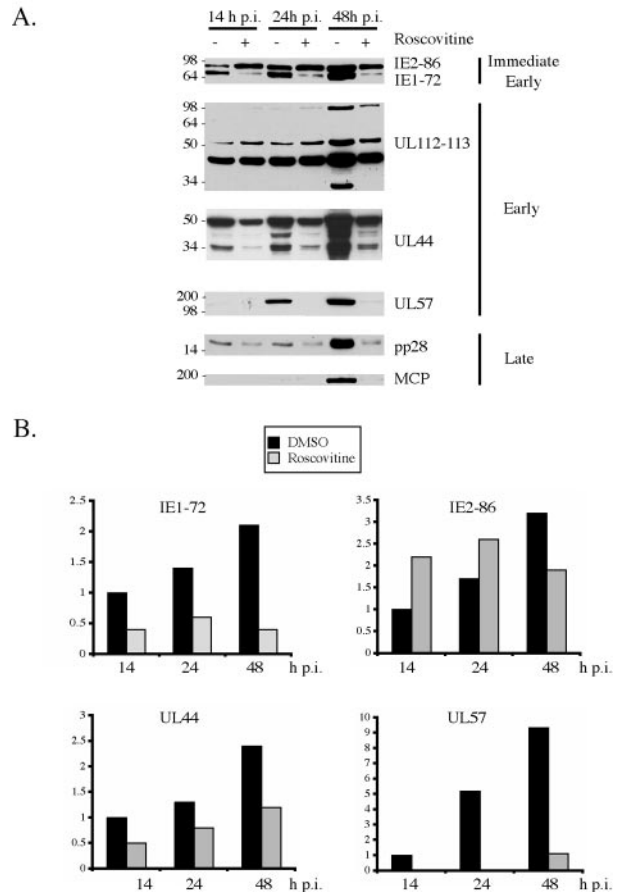 A.
14 h p.i. 24h p.i. 48h p.i.
- + - + - + Roscovitine
98 - IE2-86 Immediate
64 - IE1-72 Early
98 -
64 -
50 - UL112-113
34 -
Early
50 -
34 - UL44
200 -
98 - UL57
pp28
14 - Late
200 - MCP
B.
DMSO
Roscovitine
IE1-72
2.5
2
1.5
1
0.5
0
14 24 48 h p.i.
IE2-86
3.5
3
2.5
2
1.5
1
0.5
0
14 24 48 h p.i.
UL44
3
2.5
2
1.5
1
0.5
0
14 24 48 h p.i.
UL57
10
9
8
7
6
5
4
3
2
1
0
14 24 48 h p.i.